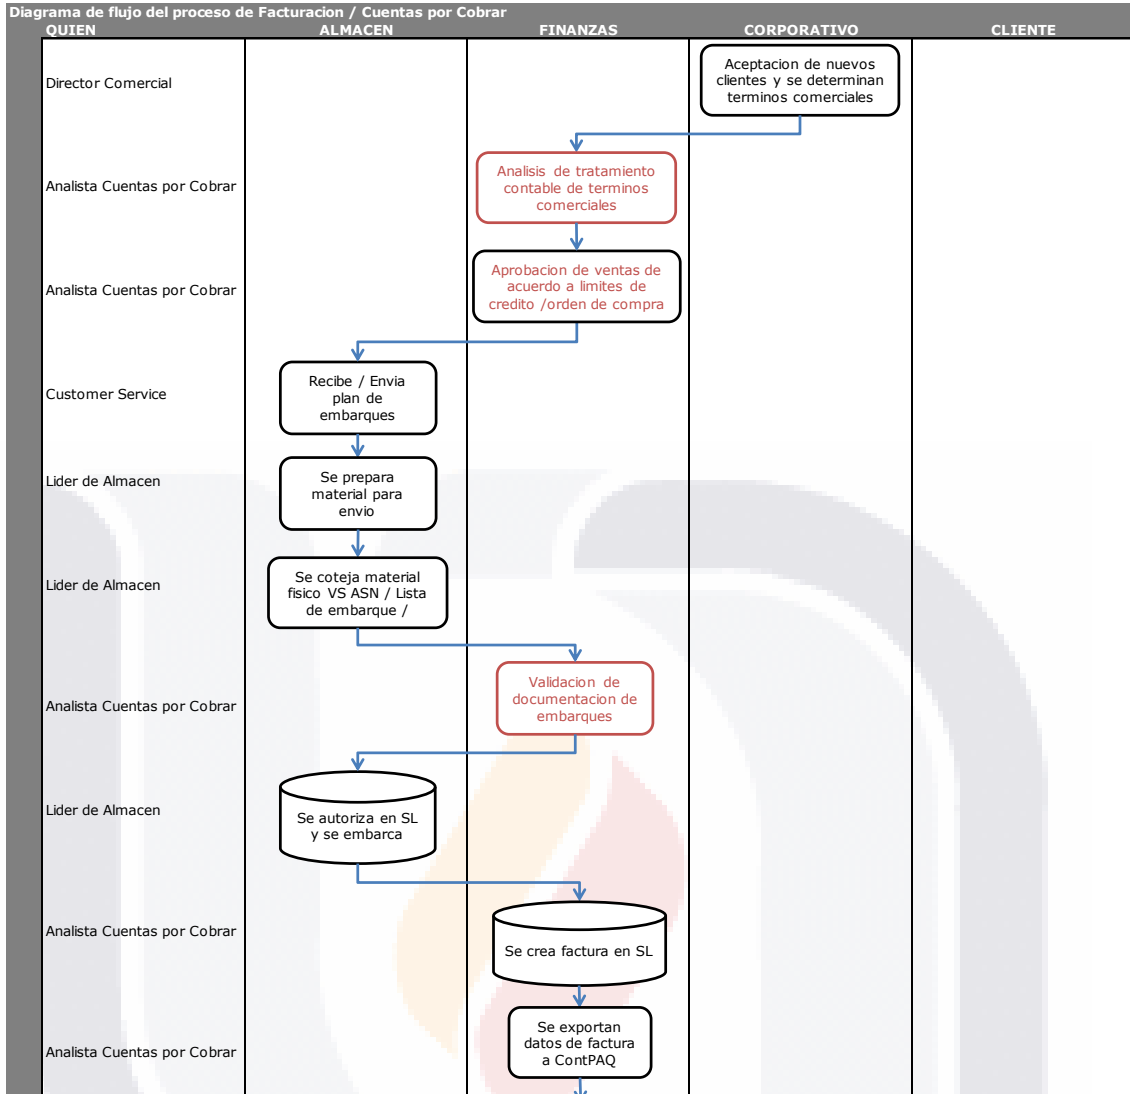 Diagrama de flujo del proceso de Facturacion / Cuentas por Cobrar
QUIEN ALMACEN FINANZAS CORPORATIVO CLIENTE
Director Comercial
Aceptacion de nuevos
clientes y se determinan
terminos comerciales
Analista Cuentas por Cobrar
Analisis de tratamiento
contable de terminos
comerciales
Analista Cuentas por Cobrar
Aprobacion de ventas de
acuerdo a limites de
credito /orden de compra
Customer Service
Recibe / Envia
plan de
embarques
Lider de Almacen
Se prepara
material para
envio
Lider de Almacen
Se coteja material
fisico VS ASN / Lista
de embarque /
Analista Cuentas por Cobrar
Validacion de
documentacion de
embarques
Lider de Almacen
Se autoriza en SL
y se embarca
Analista Cuentas por Cobrar
Se crea factura en SL
Analista Cuentas por Cobrar
Se exportan
datos de factura
a ContPAQ